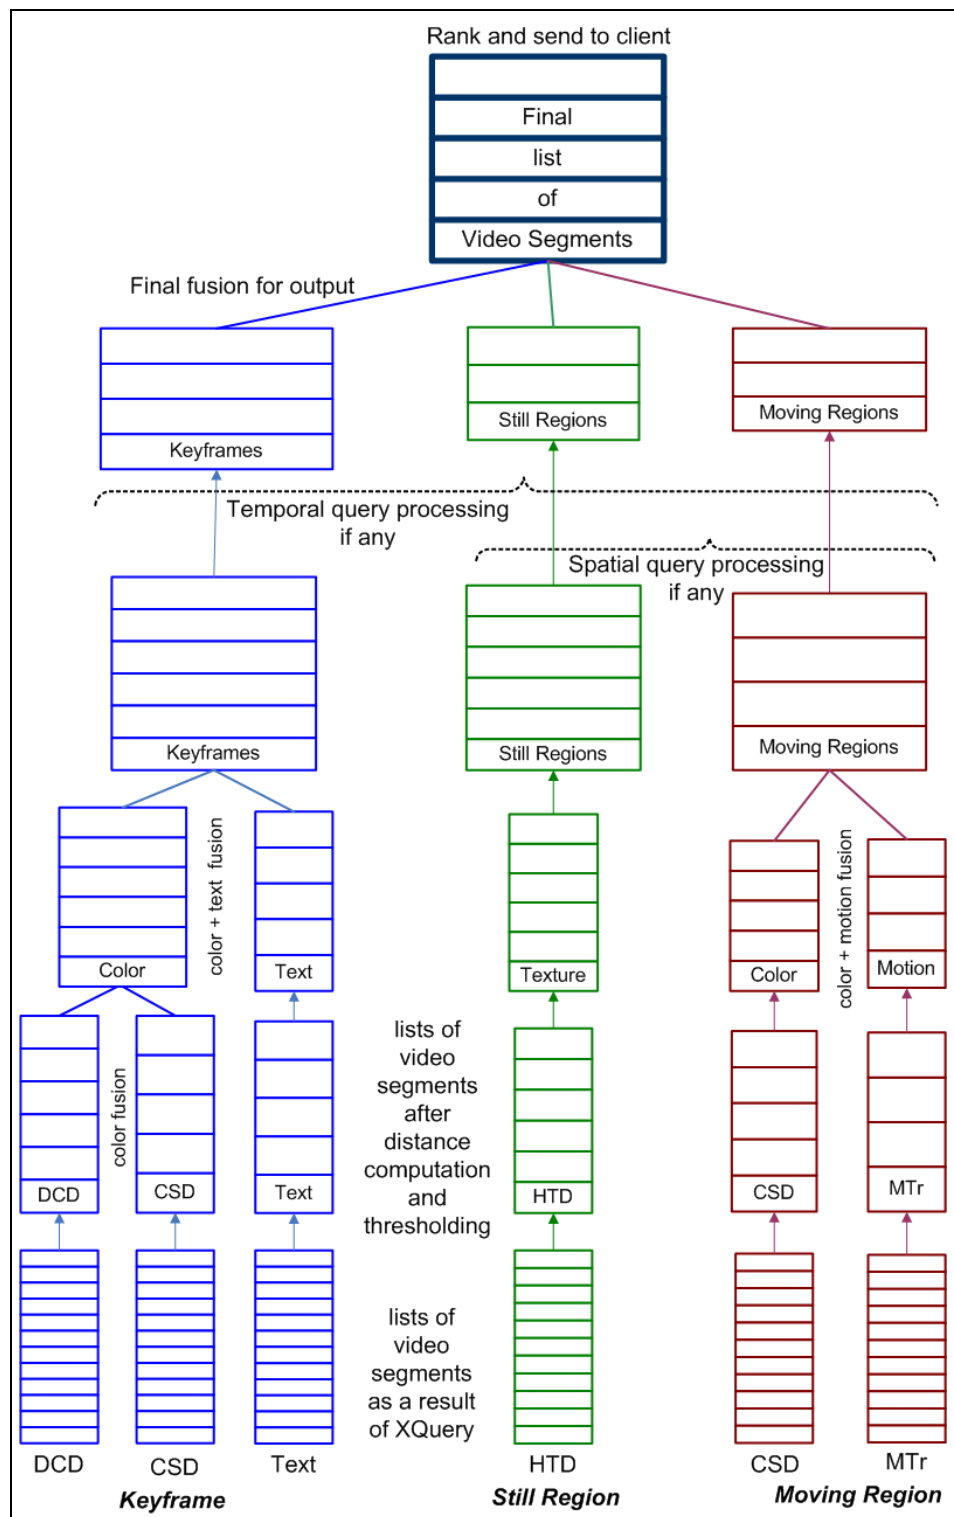 Rank and send to client
Final
list
of
Video Segments
Final fusion for output
Keyframes
Still Regions
Moving Regions
Temporal query processing
if any
Spatial query processing
if any
Keyframes
Still Regions
Moving Regions
color + text fusion
color + motion fusion
Color
Text
Texture
Color
Motion
color fusion
lists of
video
segments
after
distance
computation
and
thresholding
DCD
CSD
Text
HTD
CSD
MTr
lists of
video
segments
as a result
of XQuery
DCD
CSD
Text
HTD
CSD
MTr
Keyframe
Still Region
Moving Region